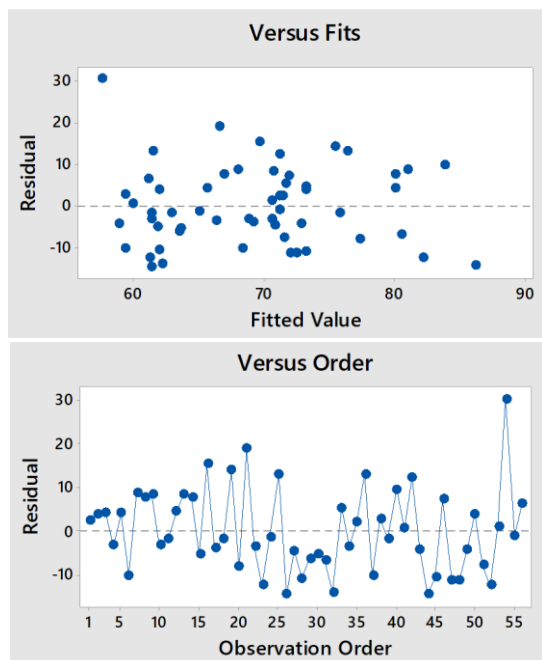 Versus Fits
30
20
10
0
-10
Residual
60 70 80 90
Fitted Value
Versus Order
30
20
10
0
-10
Residual
1 5 10 15 20 25 30 35 40 45 50 55
Observation Order